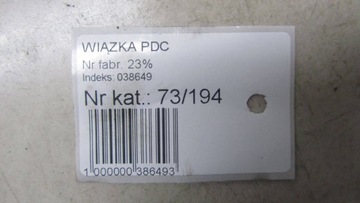 WIĄZKA PDC
Nr fabr. 23%
Indeks: 038649
Nr kat.: 73/194
1 000000 386493